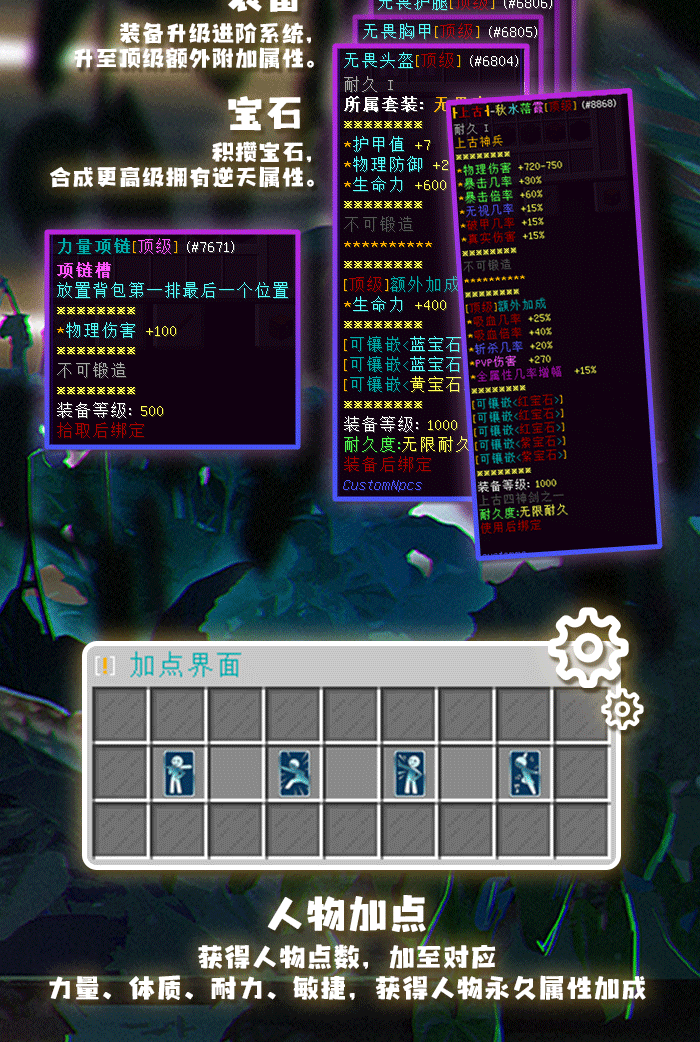 装备
装备升级进阶系统，
升至顶级额外附加属性。
宝石
积攒宝石，
合成更高级拥有逆天属性。
无畏护腿[顶级] (#6806)
无畏胸甲[顶级] (#6805)
无畏头盔[顶级] (#6804)
耐久 I
所属套装: 无畏
********
*护甲值 +7
*物理防御 +2
*生命力 +600
********
不可锻造
**********
********
[顶级]额外加成
*生命力 +400
********
[可镶嵌<蓝宝石
[可镶嵌<蓝宝石
[可镶嵌<黄宝石
********
装备等级: 1000
耐久度:无限耐久
装备后绑定
CustomNpcs
上古-秋水落霞[顶级] (#8868)
耐久 I
上古神兵
********
*物理伤害 +720-750
*暴击几率 +30%
*暴击倍率 +60%
*无视几率 +15%
*破甲几率 +15%
*真实伤害 +15%
********
不可锻造
**********
********
[顶级]额外加成
*吸血几率 +25%
*吸血倍率 +40%
*斩杀几率 +20%
*PVP伤害 +270
*全属性几率增幅 +15%
********
[可镶嵌<红宝石>]
[可镶嵌<红宝石>]
[可镶嵌<红宝石>]
[可镶嵌<紫宝石>]
[可镶嵌<紫宝石>]
********
装备等级: 1000
上古四神剑之一
耐久度:无限耐久
使用后绑定
力量项链[顶级] (#7671)
项链槽
放置背包第一排最后一个位置
********
*物理伤害 +100
********
不可锻造
********
装备等级: 500
拾取后绑定
[!] 加点界面
人物加点
获得人物点数，加至对应
力量、体质、耐力、敏捷，获得人物永久属性加成